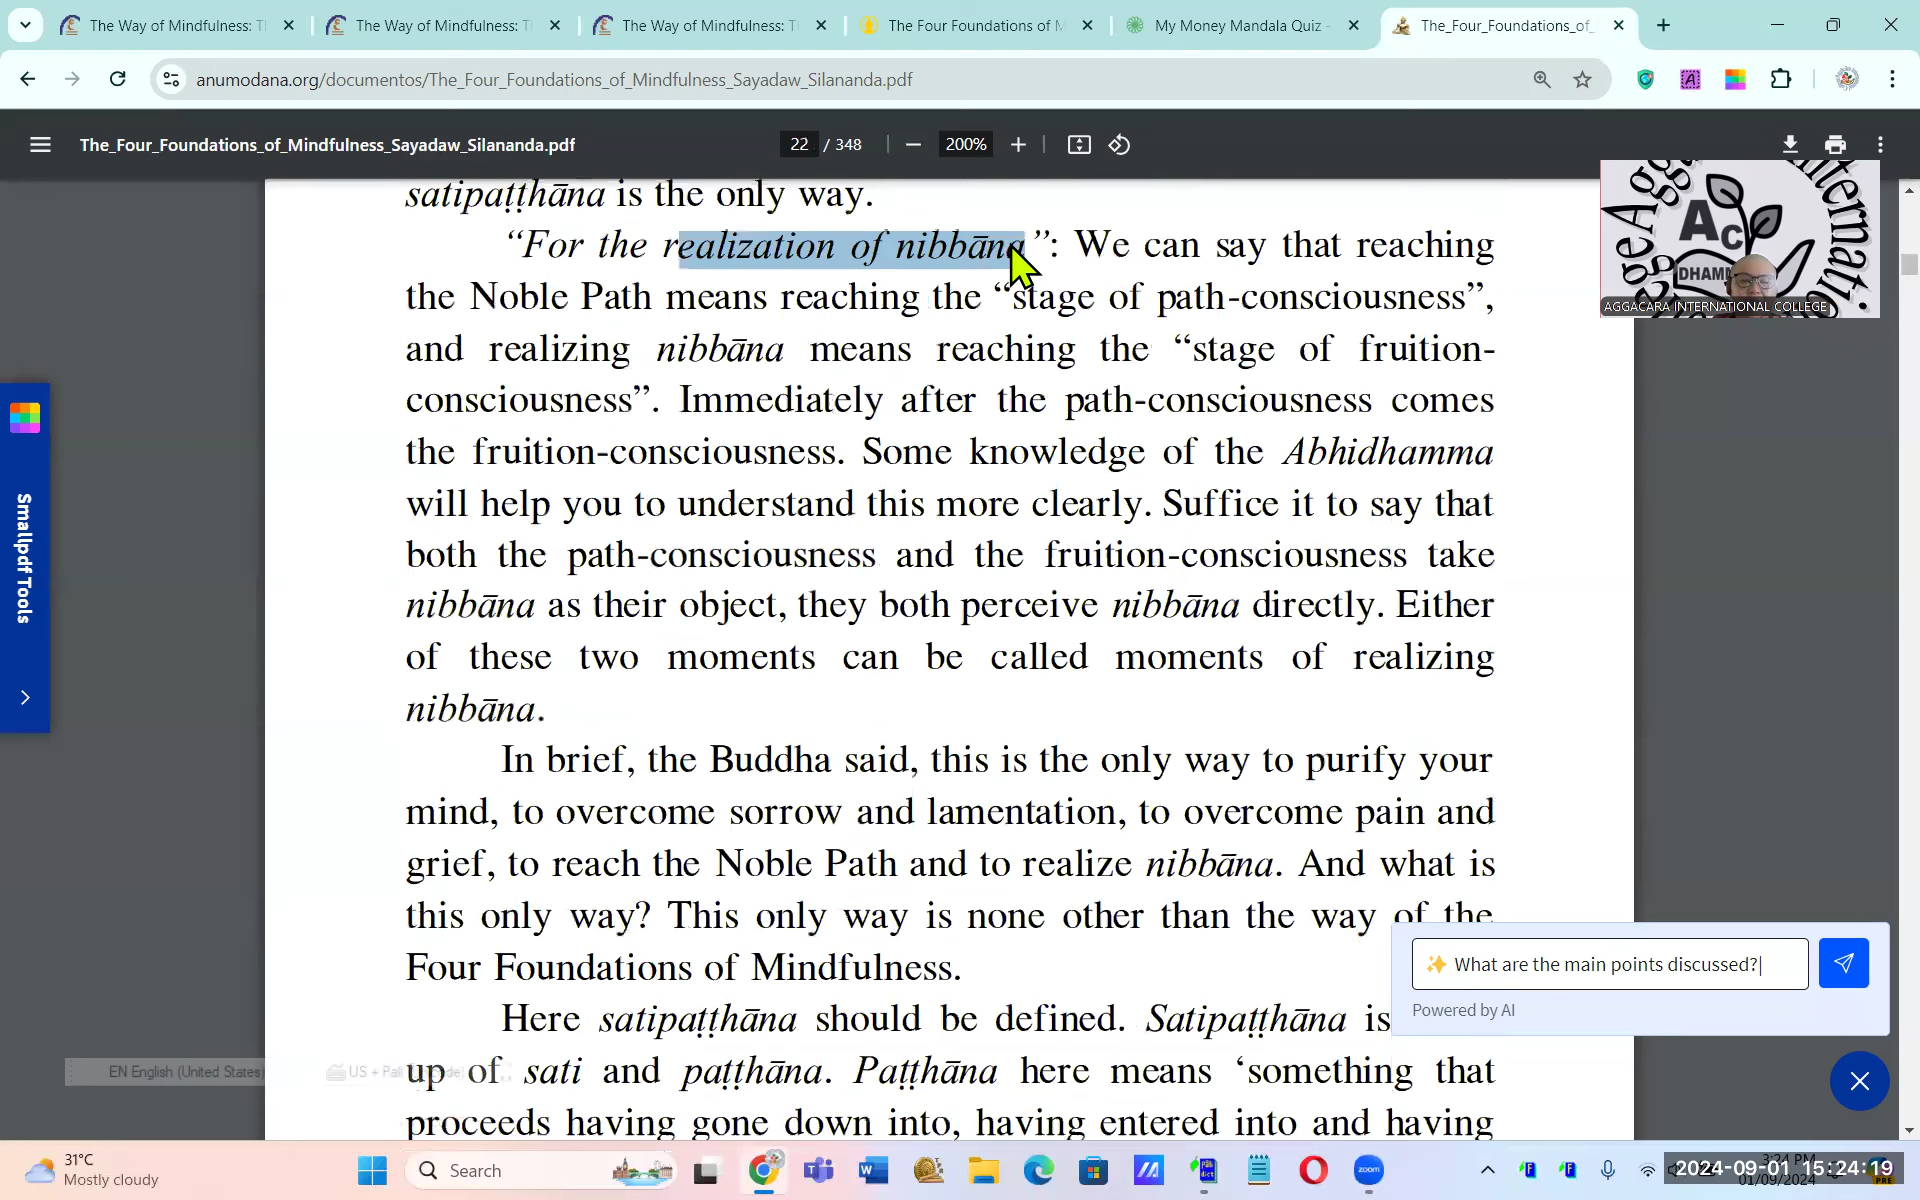 The Way of Mindfulness: T
The Way of Mindfulness: T
The Way of Mindfulness: T
The Four Foundations of M
My Money Mandala Quiz -
The_Four_Foundations_of_
anumodana.org/documentos/The_Four_Foundations_of_Mindfulness_Sayadaw_Silananda.pdf
The_Four_Foundations_of_Mindfulness_Sayadaw_Silananda.pdf
22 / 348
200%
satipaṭṭhāna is the only way.
“For the realization of nibbāna”: We can say that reaching
the Noble Path means reaching the “stage of path-consciousness”,
and realizing nibbāna means reaching the “stage of fruition-
consciousness”. Immediately after the path-consciousness comes
the fruition-consciousness. Some knowledge of the Abhidhamma
will help you to understand this more clearly. Suffice it to say that
both the path-consciousness and the fruition-consciousness take
nibbāna as their object, they both perceive nibbāna directly. Either
of these two moments can be called moments of realizing
nibbāna.
In brief, the Buddha said, this is the only way to purify your
mind, to overcome sorrow and lamentation, to overcome pain and
grief, to reach the Noble Path and to realize nibbāna. And what is
this only way? This only way is none other than the way of the
Four Foundations of Mindfulness.
Here satipaṭṭhāna should be defined. Satipaṭṭhāna is
up of sati and paṭṭhāna. Paṭṭhāna here means ‘something that
proceeds having gone down into, having entered into and having
AC
DHAM
AGGACARA INTERNATIONAL COLLEGE
Smallpdf Tools
✨ What are the main points discussed?
Powered by AI
EN English (United States)
US + Pali
31°C
Mostly cloudy
Search
zoom
2024-09-01 15:24:19
01/09/2024
PRE